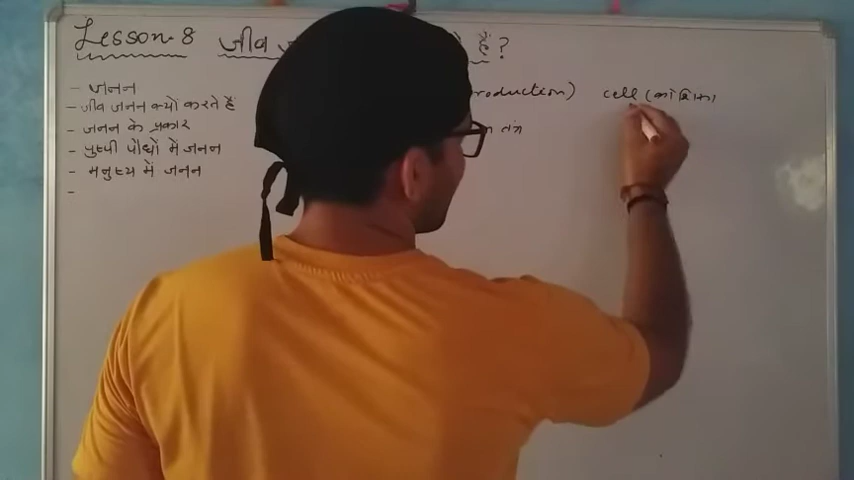 Lesson-8 जीव हैं?
- जनन
- जीव जनन क्यों करते हैं
- जनन के प्रकार
- पुष्पी पौधों में जनन
- मनुष्य में जनन
-
roduction) cell (कोशिका
तंत्र